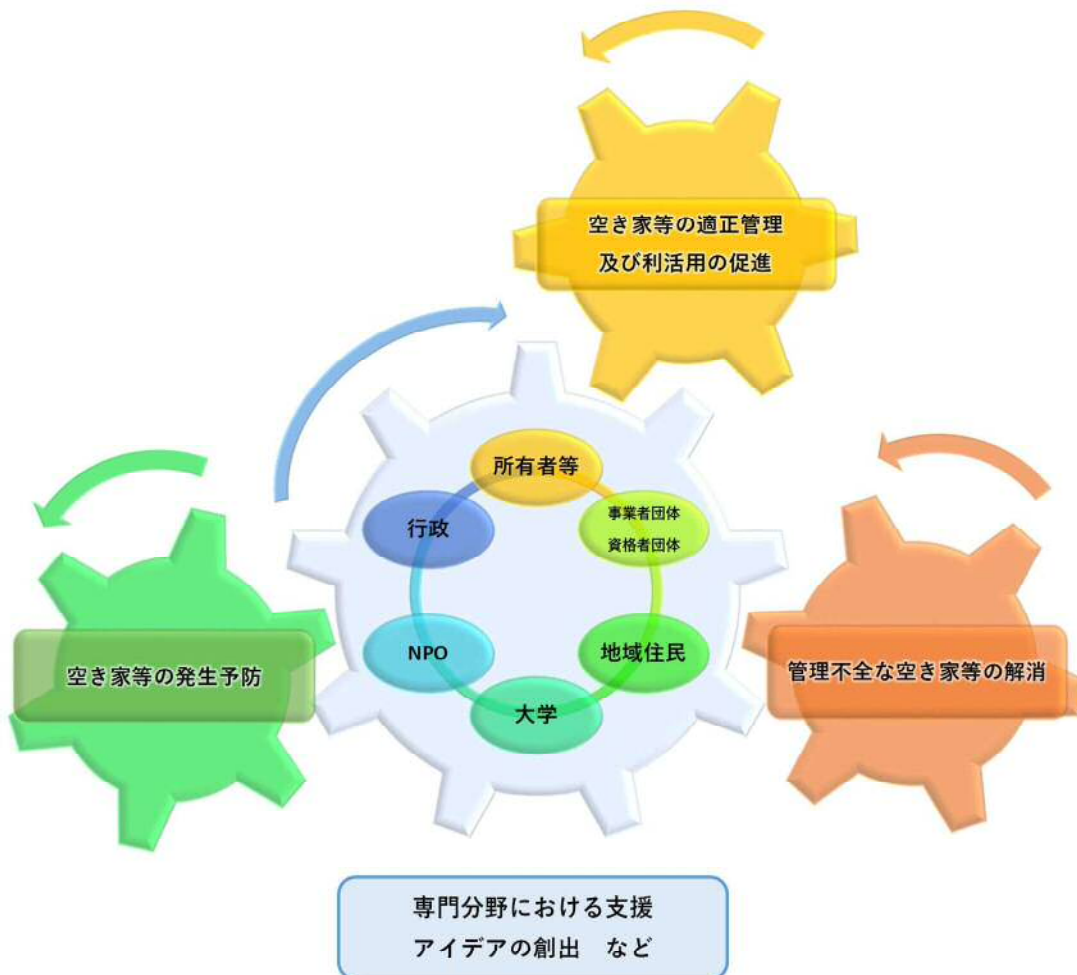 空き家等の適正管理
及び利活用の促進
所有者等
行政
事業者団体
資格者団体
NPO
地域住民
大学
空き家等の発生予防
管理不全な空き家等の解消
専門分野における支援
アイデアの創出　など